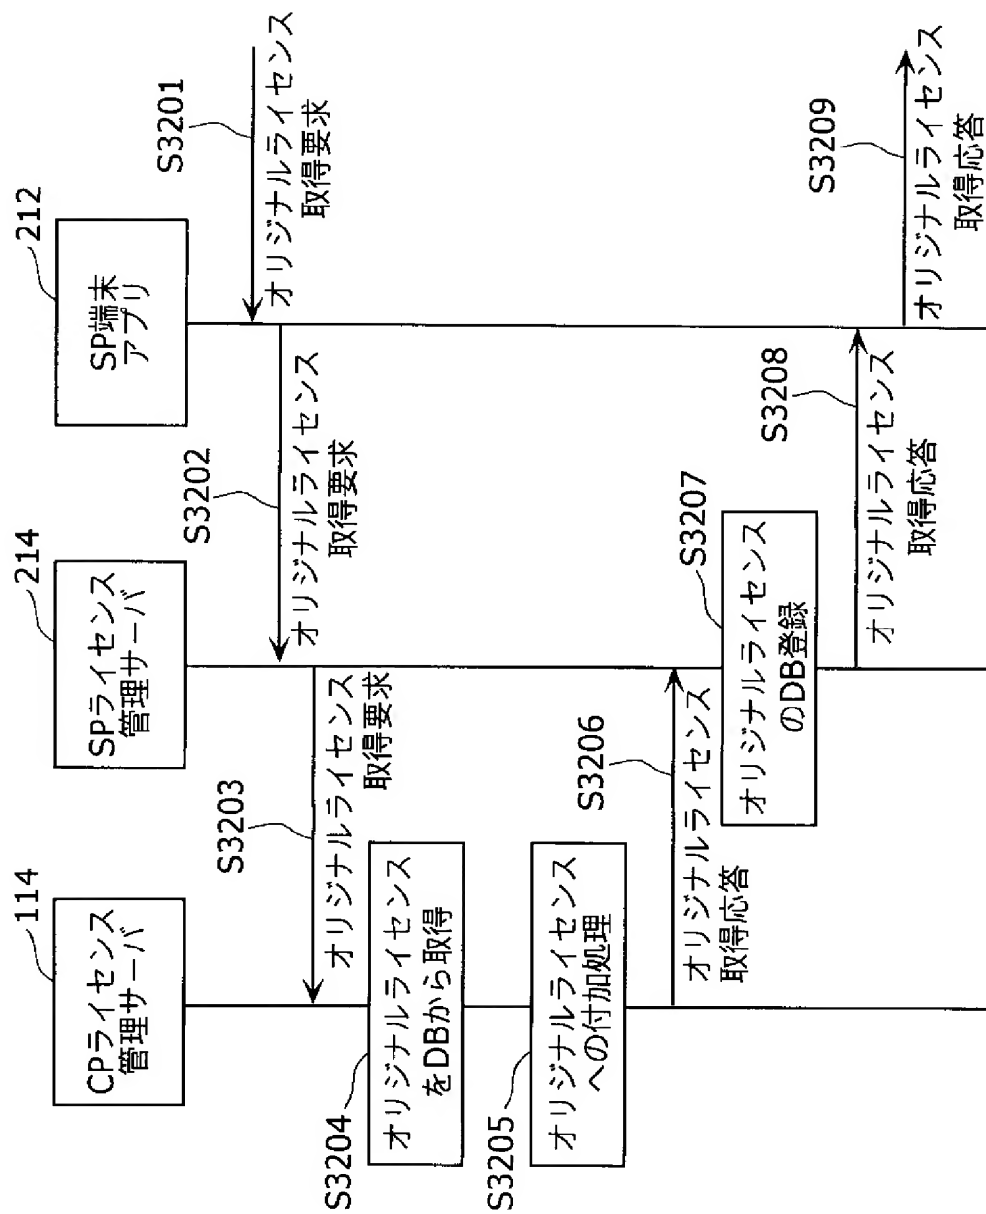 114
CPライセンス
管理サーバ
214
SPライセンス
管理サーバ
212
SP端末
アプリ
S3201
オリジナルライセンス
取得要求
S3202
オリジナルライセンス
取得要求
S3203
オリジナルライセンス
取得要求
S3204
オリジナルライセンス
をDBから取得
S3205
オリジナルライセンス
への付加処理
S3206
オリジナルライセンス
取得応答
S3207
オリジナルライセンス
のDB登録
S3208
オリジナルライセンス
取得応答
S3209
オリジナルライセンス
取得応答